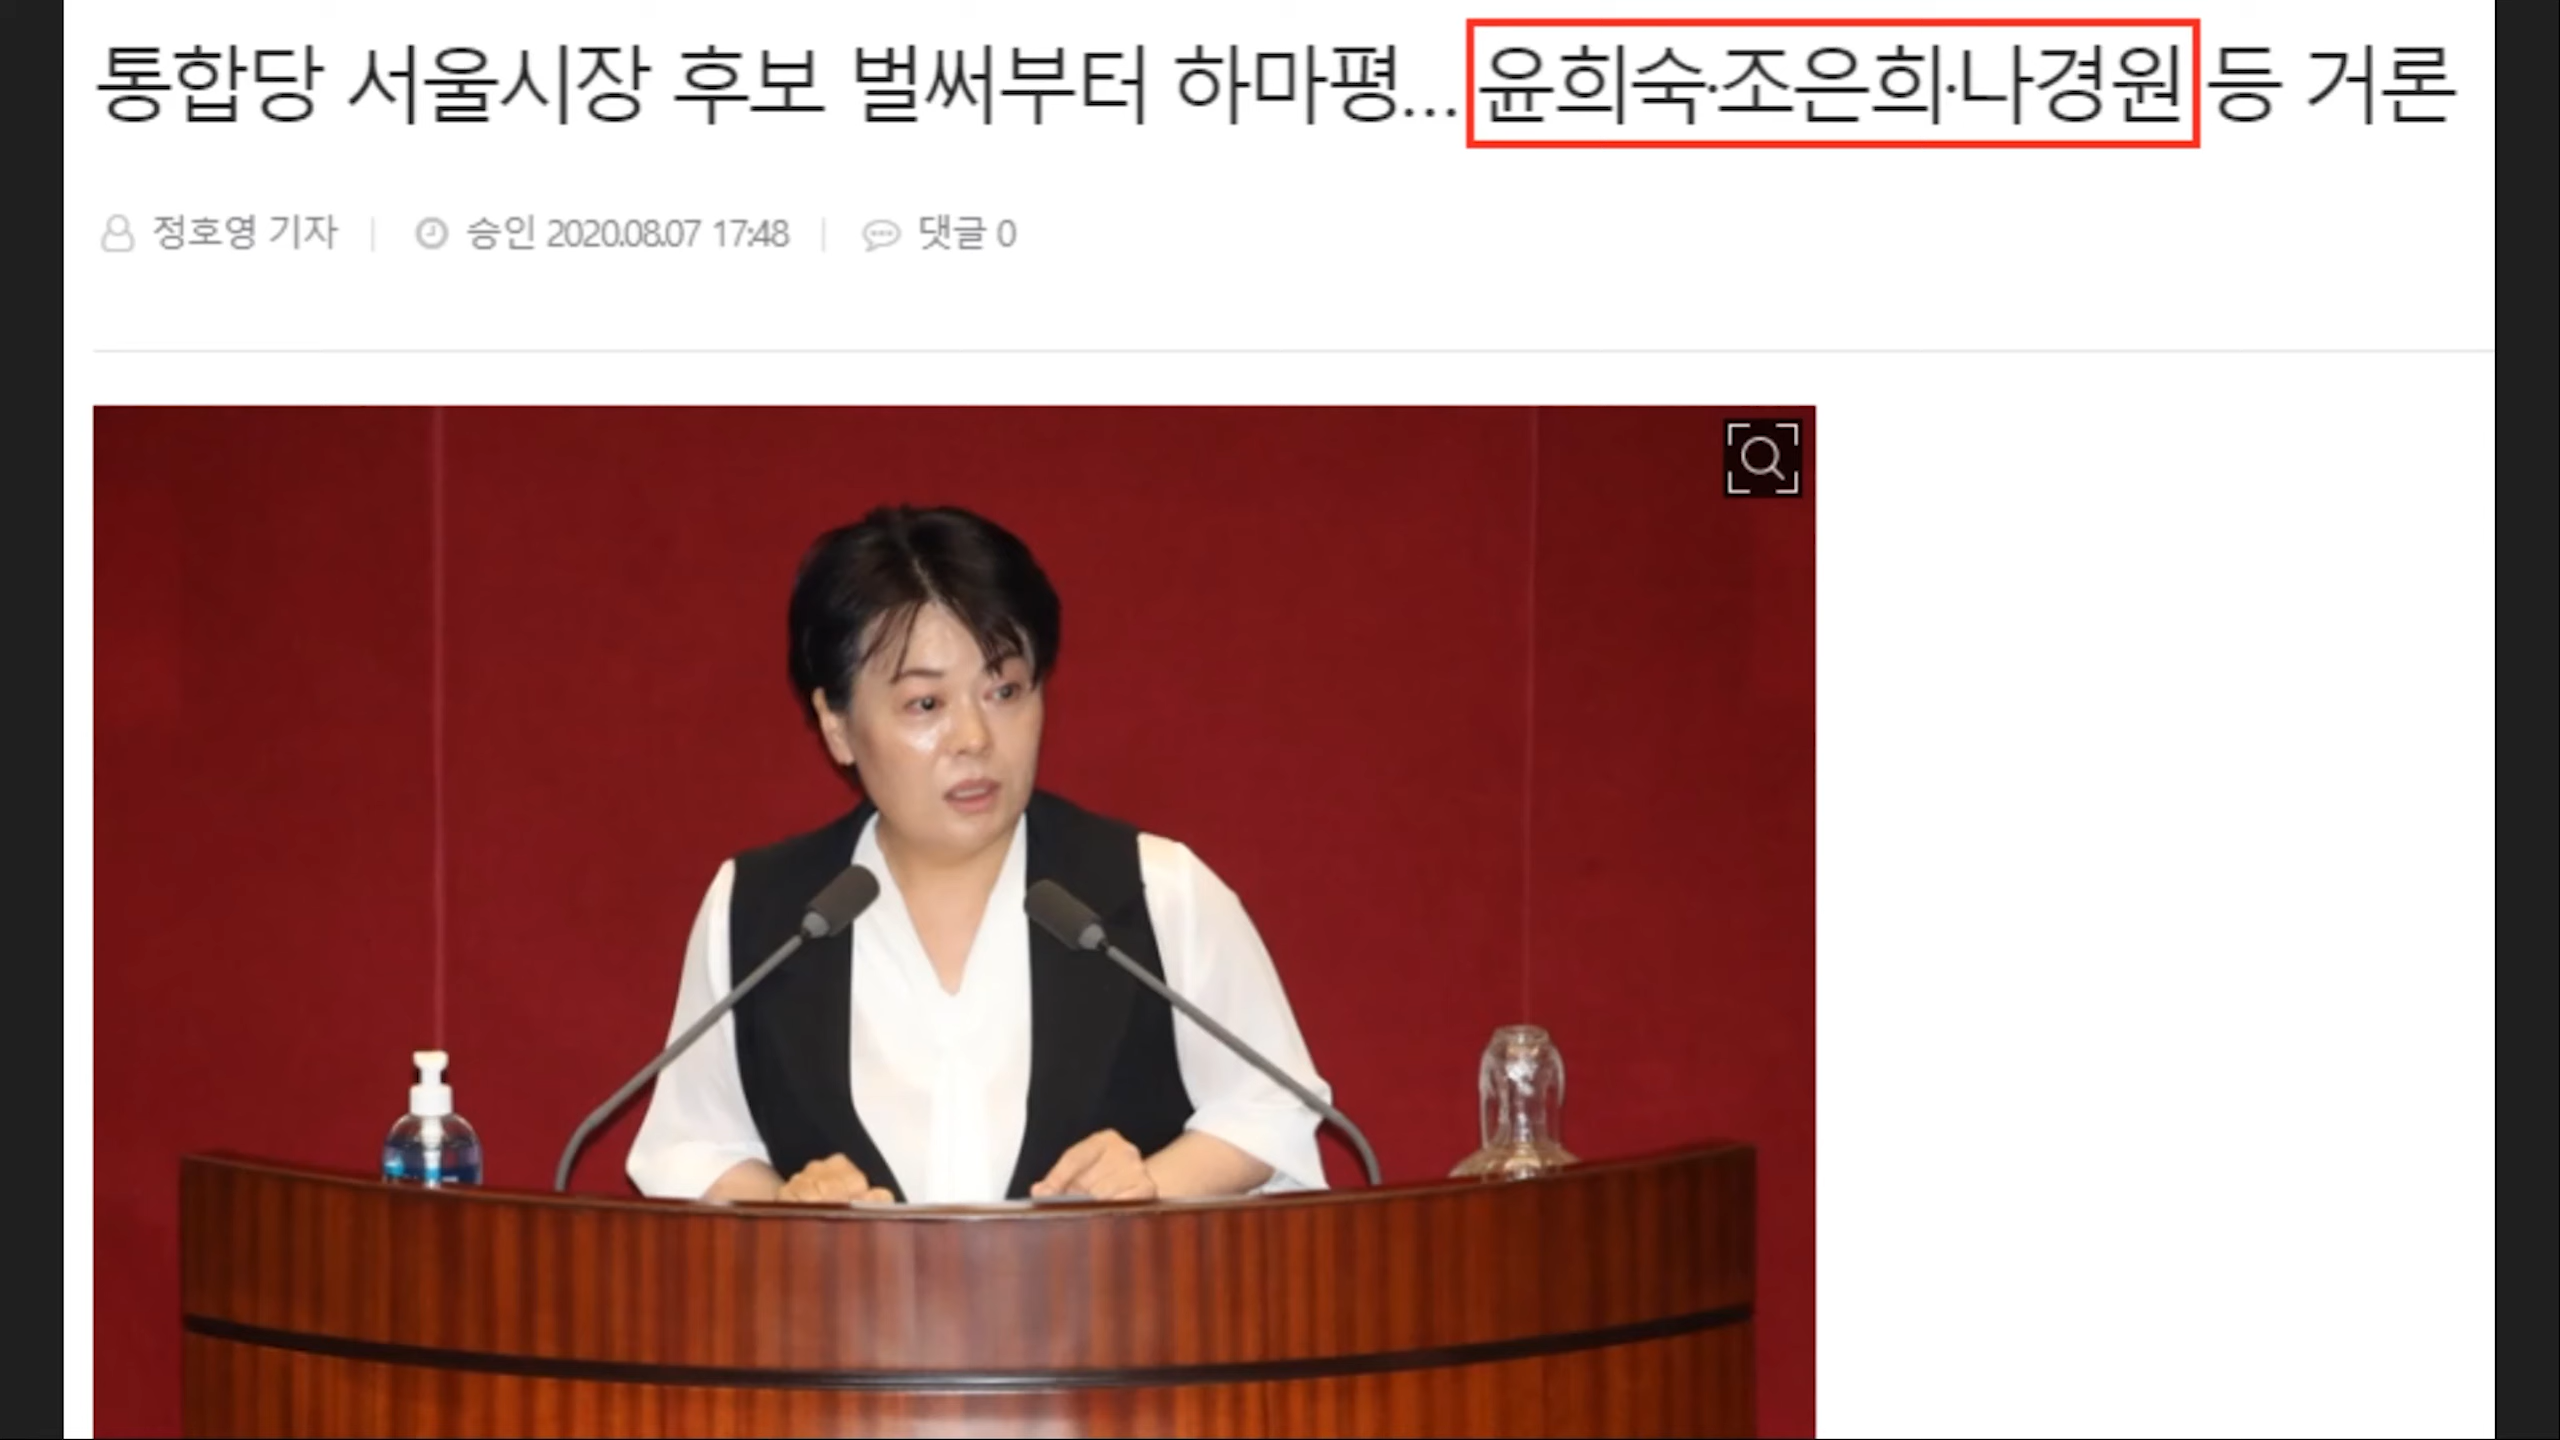 통합당 서울시장 후보 벌써부터 하마평... 윤희숙·조은희·나경원 등 거론
정호영 기자 | 승인 2020.08.07 17:48 | 댓글 0